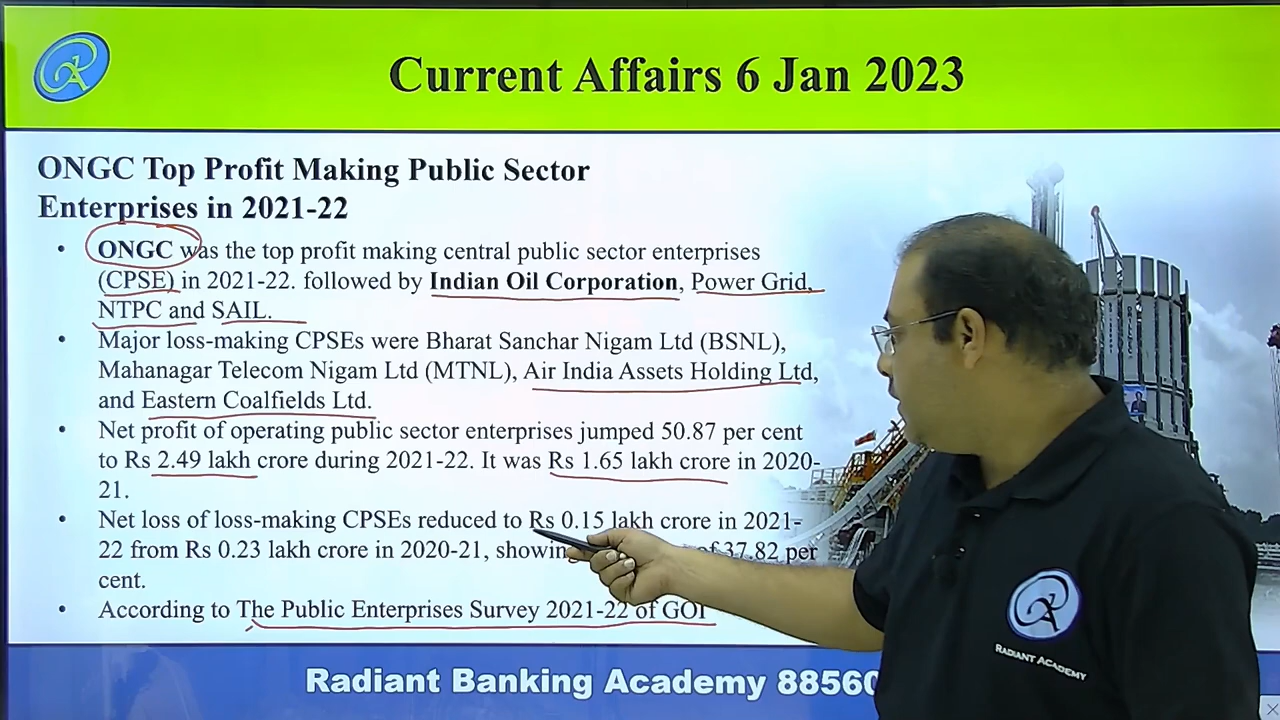 Current Affairs 6 Jan 2023
ONGC Top Profit Making Public Sector
Enterprises in 2021-22
• ONGC was the top profit making central public sector enterprises
(CPSE) in 2021-22. followed by Indian Oil Corporation, Power Grid,
NTPC and SAIL.
• Major loss-making CPSEs were Bharat Sanchar Nigam Ltd (BSNL),
Mahanagar Telecom Nigam Ltd (MTNL), Air India Assets Holding Ltd,
and Eastern Coalfields Ltd.
• Net profit of operating public sector enterprises jumped 50.87 per cent
to Rs 2.49 lakh crore during 2021-22. It was Rs 1.65 lakh crore in 2020-
21.
• Net loss of loss-making CPSEs reduced to Rs 0.15 lakh crore in 2021-
22 from Rs 0.23 lakh crore in 2020-21, showing of 37.82 per
cent.
• According to The Public Enterprises Survey 2021-22 of GOI
Radiant Banking Academy 88560
RADIANT ACADEMY